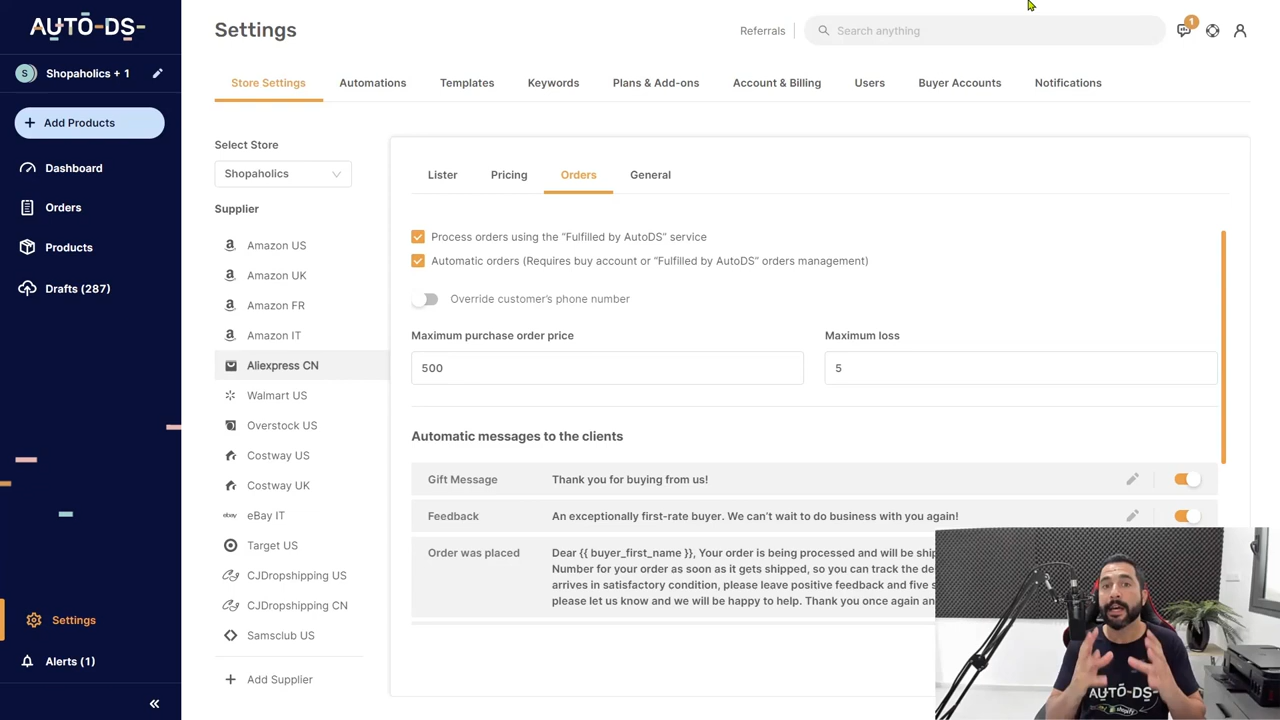 AUTO-DS-
Settings
Referrals
Search anything
1
S
Shopaholics + 1
Store Settings
Automations
Templates
Keywords
Plans & Add-ons
Account & Billing
Users
Buyer Accounts
Notifications
+ Add Products
Dashboard
Orders
Products
Drafts (287)
Settings
Alerts (1)
Select Store
Shopaholics
Supplier
Amazon US
Amazon UK
Amazon FR
Amazon IT
Aliexpress CN
Walmart US
Overstock US
Costway US
Costway UK
ebay eBay IT
Target US
CJDropshipping US
CJDropshipping CN
Samsclub US
+ Add Supplier
Lister
Pricing
Orders
General
Process orders using the “Fulfilled by AutoDS” service
Automatic orders (Requires buy account or “Fulfilled by AutoDS” orders management)
Override customer’s phone number
Maximum purchase order price
Maximum loss
500
5
Automatic messages to the clients
Gift Message
Thank you for buying from us!
Feedback
An exceptionally first-rate buyer. We can’t wait to do business with you again!
Order was placed
Dear {{ buyer_first_name }}, Your order is being processed and will be ship
Number for your order as soon as it gets shipped, so you can track the de
arrives in satisfactory condition, please leave positive feedback and five s
please let us know and we will be happy to help. Thank you once again an
AUTO-DS-
shopify